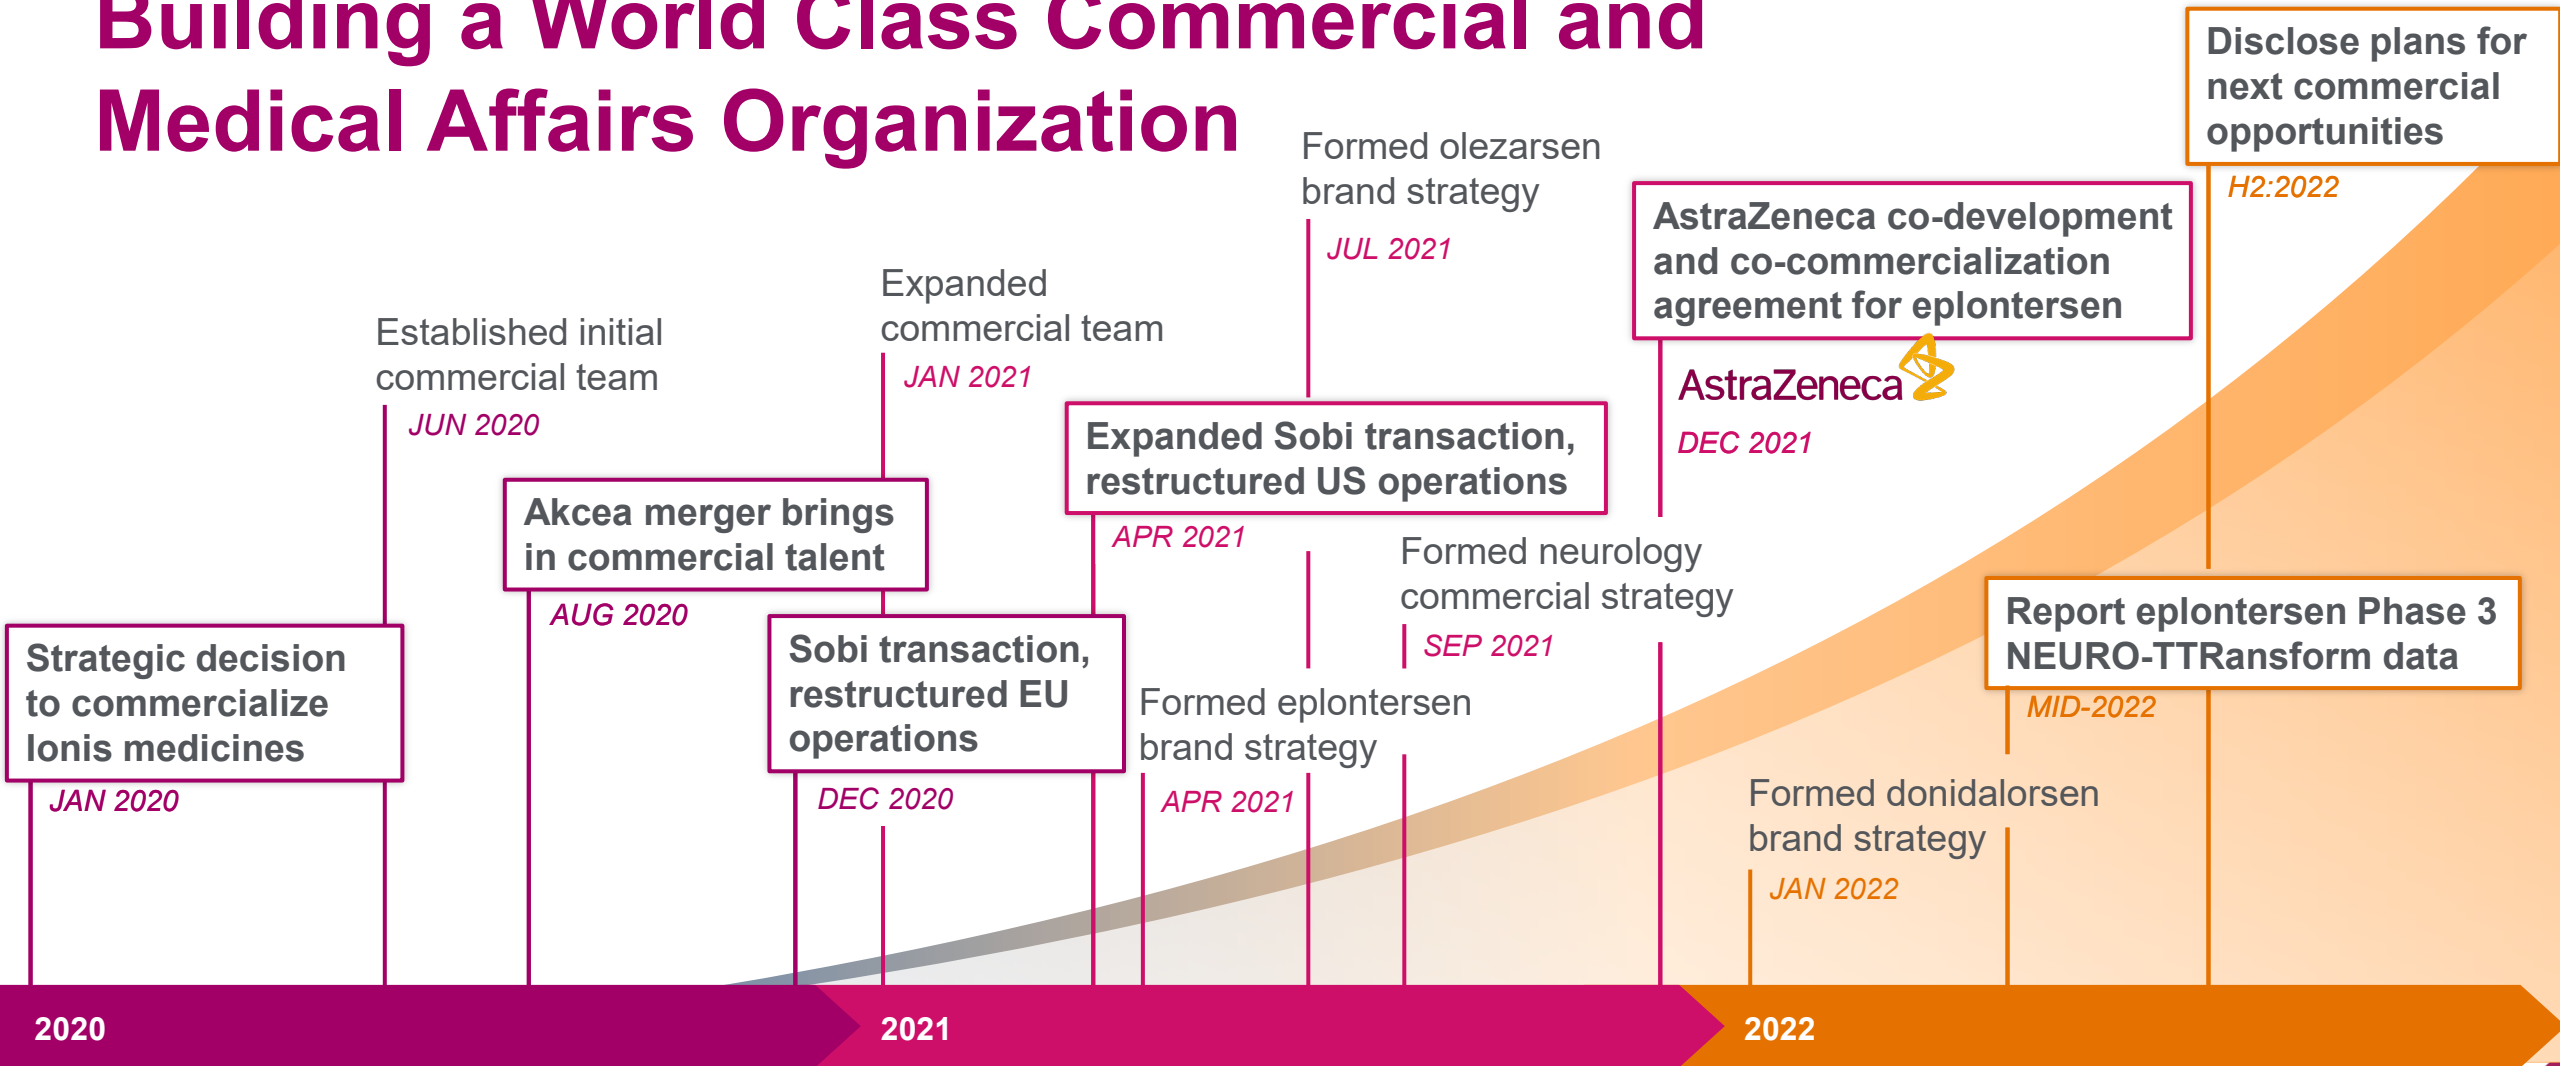 Building a World Class Commercial and
Medical Affairs Organization
Strategic decision
to commercialize
Ionis medicines
JAN 2020
Established initial
commercial team
JUN 2020
Akcea merger brings
in commercial talent
AUG 2020
Sobi transaction,
restructured EU
operations
DEC 2020
Expanded
commercial team
JAN 2021
Expanded Sobi transaction,
restructured US operations
APR 2021
Formed eplontersen
brand strategy
APR 2021
Formed olezarsen
brand strategy
JUL 2021
Formed neurology
commercial strategy
SEP 2021
AstraZeneca co-development
and co-commercialization
agreement for eplontersen
AstraZeneca
DEC 2021
Formed donidalorsen
brand strategy
JAN 2022
Report eplontersen Phase 3
NEURO-TTRansform data
MID-2022
Disclose plans for
next commercial
opportunities
H2:2022
2020
2021
2022